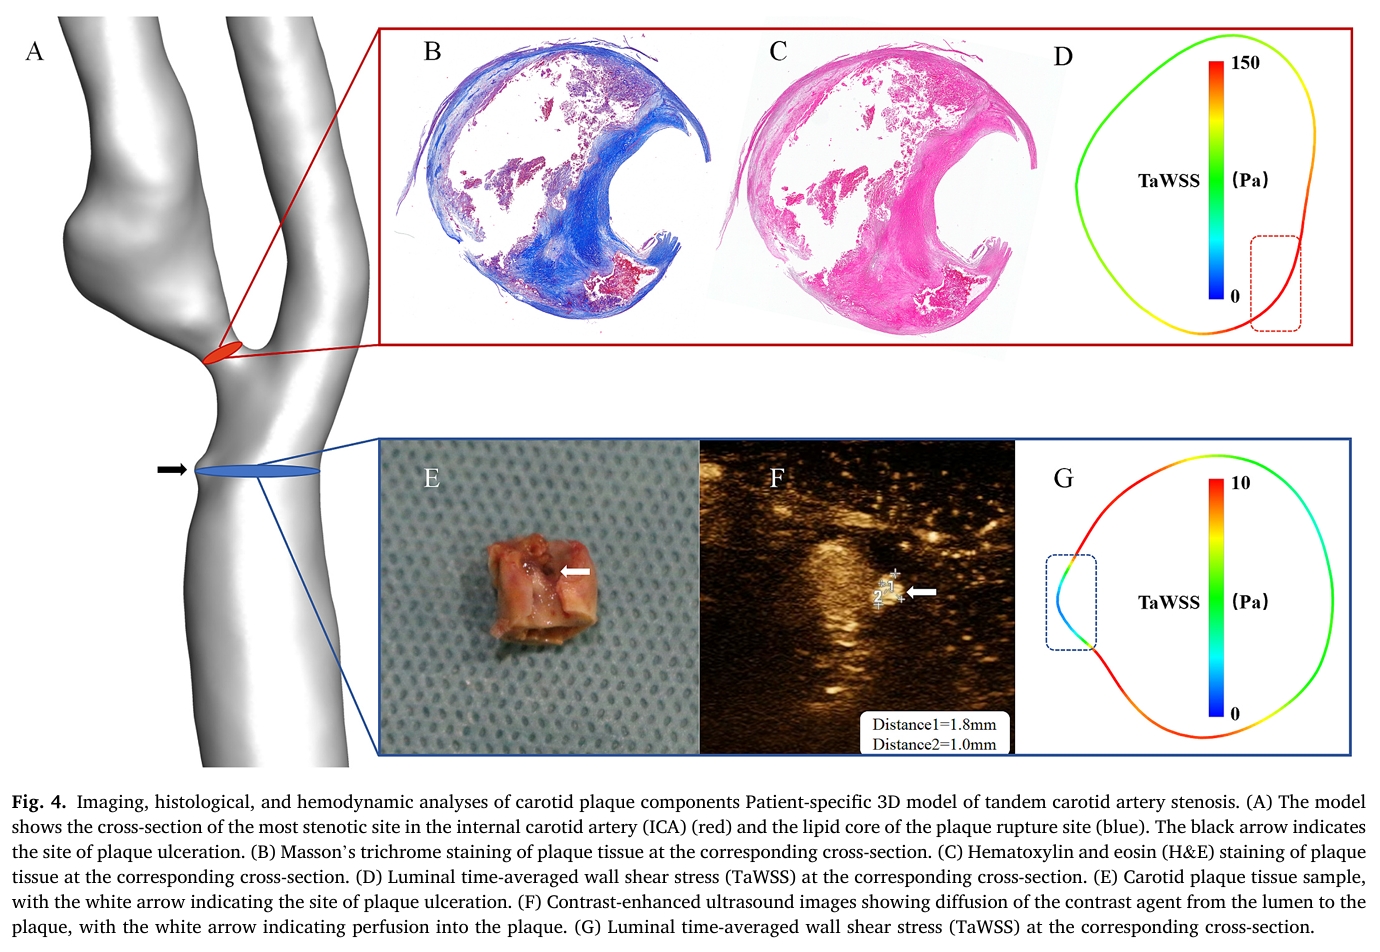 A
B
C
D
150
TaWSS
(Pa)
0
E
F
1
2
Distance1=1.8mm
Distance2=1.0mm
G
10
TaWSS
(Pa)
0
Fig. 4. Imaging, histological, and hemodynamic analyses of carotid plaque components Patient-specific 3D model of tandem carotid artery stenosis. (A) The model
shows the cross-section of the most stenotic site in the internal carotid artery (ICA) (red) and the lipid core of the plaque rupture site (blue). The black arrow indicates
the site of plaque ulceration. (B) Masson's trichrome staining of plaque tissue at the corresponding cross-section. (C) Hematoxylin and eosin (H&E) staining of plaque
tissue at the corresponding cross-section. (D) Luminal time-averaged wall shear stress (TaWSS) at the corresponding cross-section. (E) Carotid plaque tissue sample,
with the white arrow indicating the site of plaque ulceration. (F) Contrast-enhanced ultrasound images showing diffusion of the contrast agent from the lumen to the
plaque, with the white arrow indicating perfusion into the plaque. (G) Luminal time-averaged wall shear stress (TaWSS) at the corresponding cross-section.